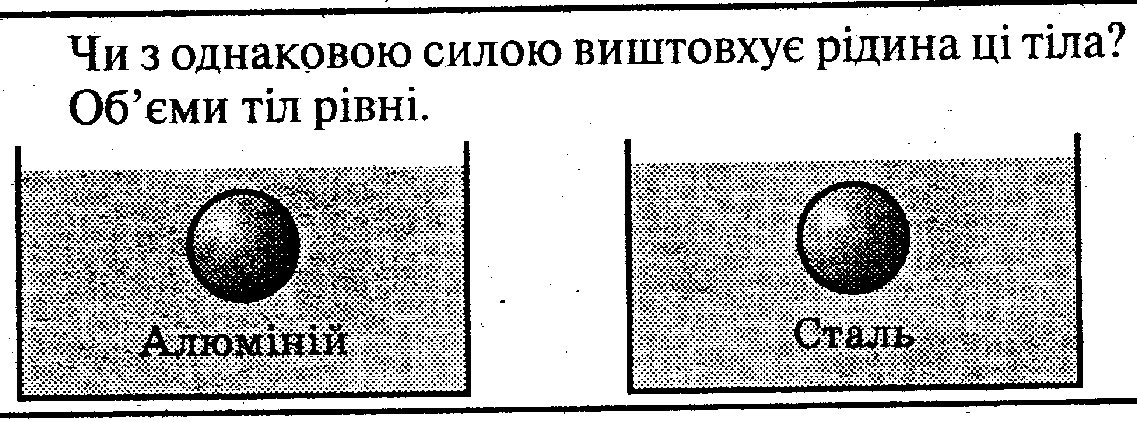 Чи з однаковою силою виштовхує рідина ці тіла?
Об’єми тіл рівні.
Алюміній
Сталь